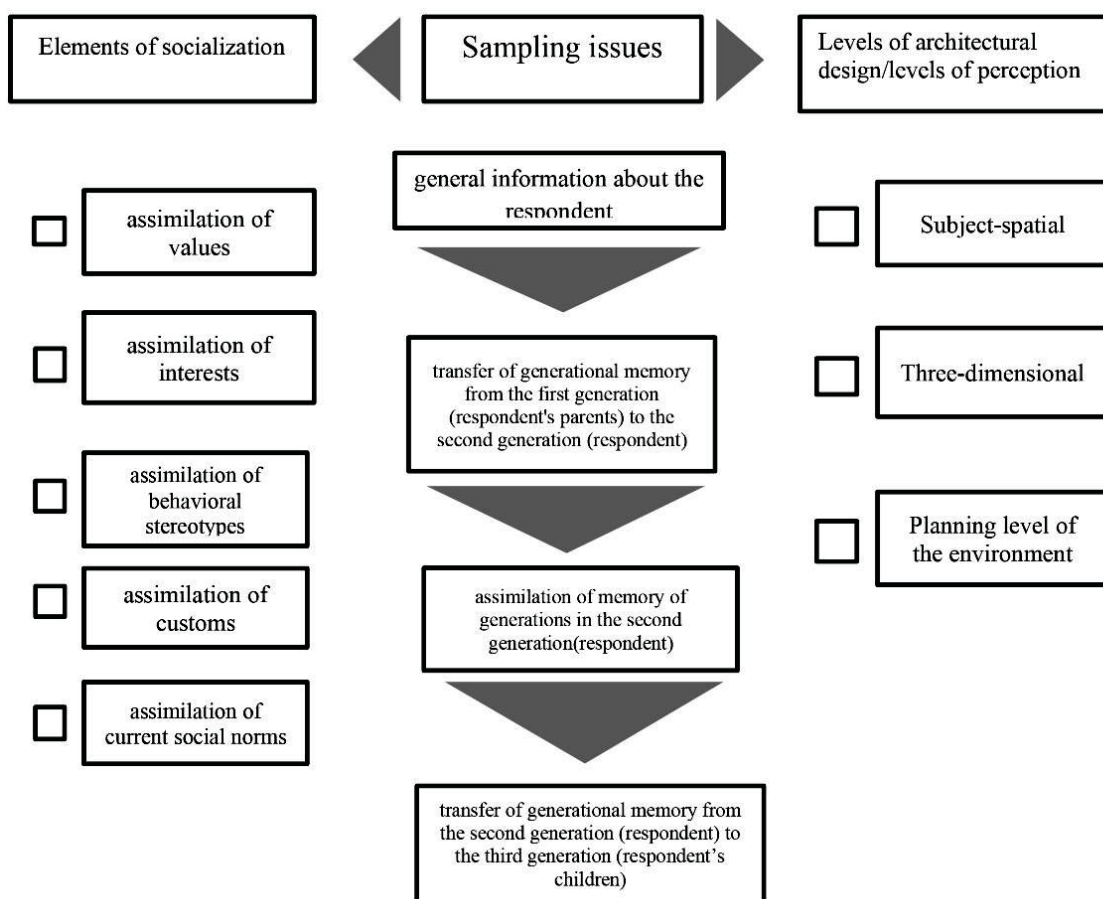 Elements of socialization
Sampling issues
Levels of architectural
design/levels of perception
general information about the
respondent
assimilation of
values
Subject-spatial
assimilation of
interests
transfer of generational memory
from the first generation
(respondent's parents) to the
second generation (respondent)
Three-dimensional
assimilation of
behavioral
stereotypes
Planning level of
the environment
assimilation of
customs
assimilation of memory of
generations in the second
generation(respondent)
assimilation of
current social norms
transfer of generational memory from
the second generation (respondent) to
the third generation (respondent’s
children)